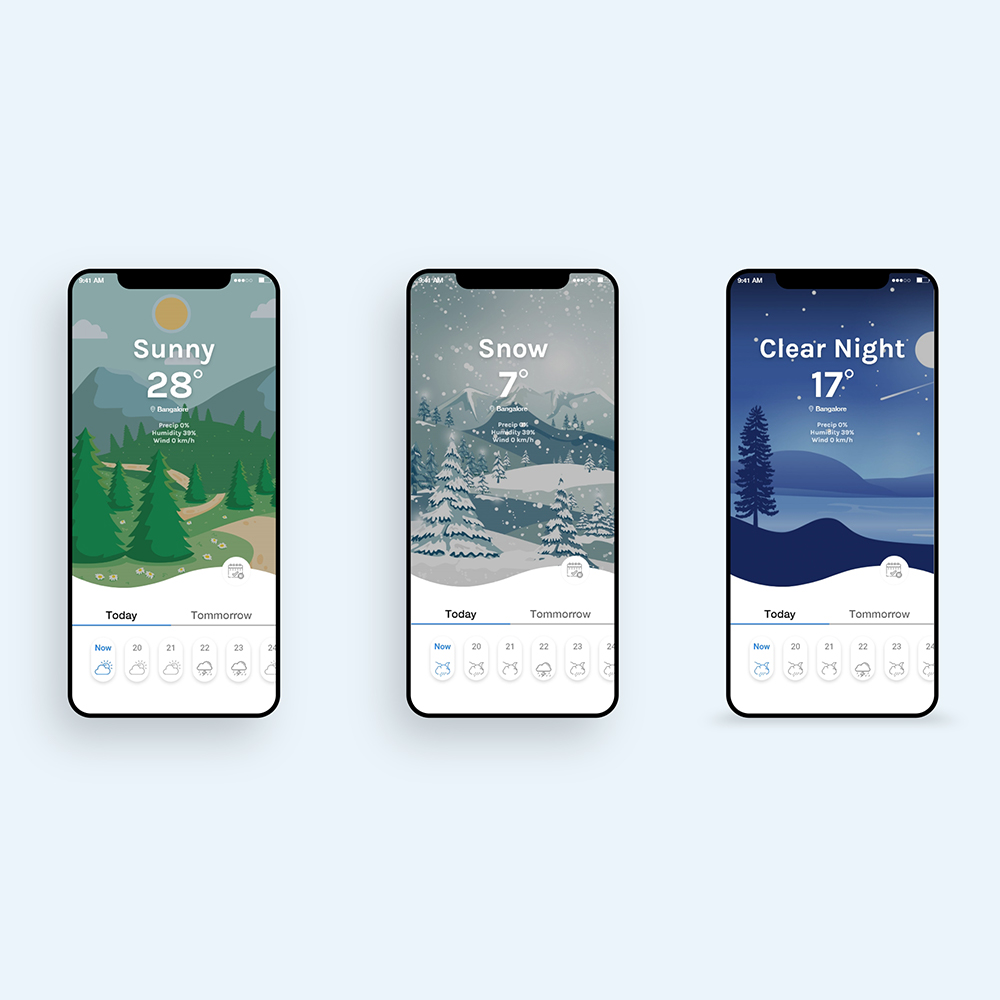 9:41 AM
Sunny
28°
Bangalore
Precip 0%
Humidity 39%
Wind 0 km/h
Today Tommorrow
Now 20 21 22 23 24
9:41 AM
Snow
7°
Bangalore
Precip 0%
Humidity 39%
Wind 0 km/h
Today Tommorrow
Now 20 21 22 23 24
9:41 AM
Clear Night
17°
Bangalore
Precip 0%
Humidity 39%
Wind 0 km/h
Today Tommorrow
Now 20 21 22 23 24